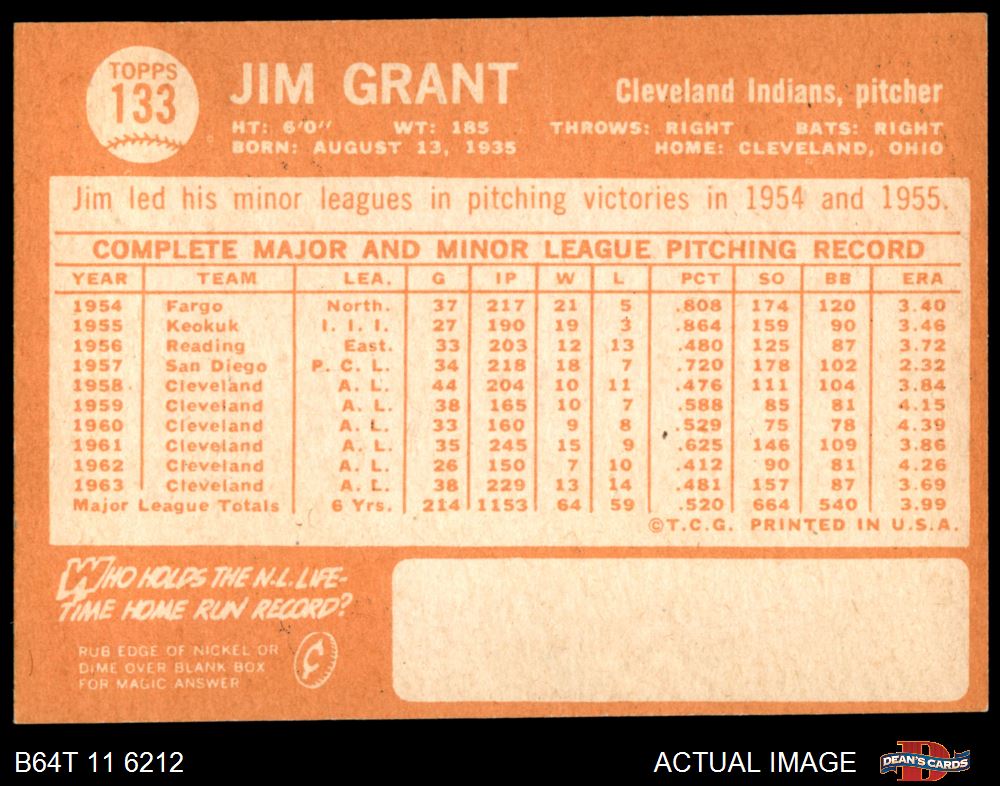 TOPPS
133
JIM GRANT
Cleveland Indians, pitcher
HT: 6'0" WT: 185 THROWS: RIGHT BATS: RIGHT
BORN: AUGUST 13, 1935 HOME: CLEVELAND, OHIO
Jim led his minor leagues in pitching victories in 1954 and 1955.
COMPLETE MAJOR AND MINOR LEAGUE PITCHING RECORD
YEAR TEAM LEA. G IP W L PCT SO BB ERA
1954 Fargo North. 37 217 21 5 .808 174 120 3.40
1955 Keokuk I. I. I. 27 190 19 3 .864 159 90 3.46
1956 Reading East. 33 203 12 13 .480 125 87 3.72
1957 San Diego P. C. L. 34 218 18 7 .720 178 102 2.32
1958 Cleveland A. L. 44 204 10 11 .476 111 104 3.84
1959 Cleveland A. L. 38 165 10 7 .588 85 81 4.15
1960 Cleveland A. L. 33 160 9 8 .529 75 78 4.39
1961 Cleveland A. L. 35 245 15 9 .625 146 109 3.86
1962 Cleveland A. L. 26 150 7 10 .412 90 81 4.26
1963 Cleveland A. L. 38 229 13 14 .481 157 87 3.69
Major League Totals 6 Yrs. 214 1153 64 59 .520 664 540 3.99
©T.C.G. PRINTED IN U.S.A.
WHO HOLDS THE N.L. LIFE-
TIME HOME RUN RECORD?
RUB EDGE OF NICKEL OR
DIME OVER BLANK BOX
FOR MAGIC ANSWER
B64T 11 6212
ACTUAL IMAGE
DEAN'S CARDS